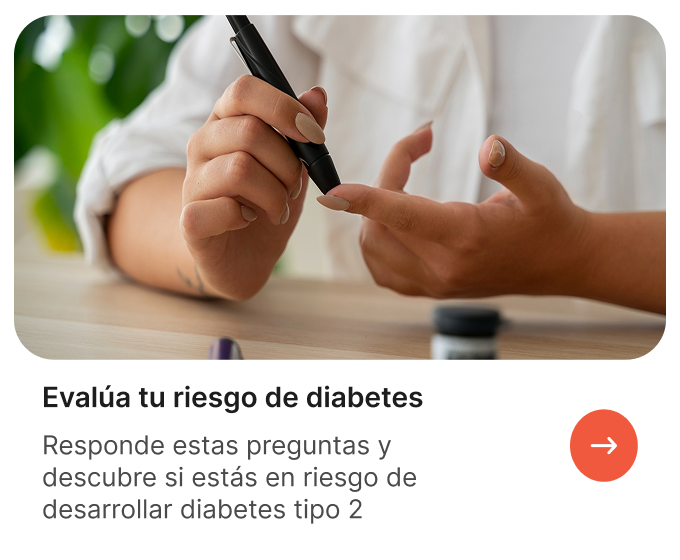 Evalúa tu riesgo de diabetes
Responde estas preguntas y
descubre si estás en riesgo de
desarrollar diabetes tipo 2